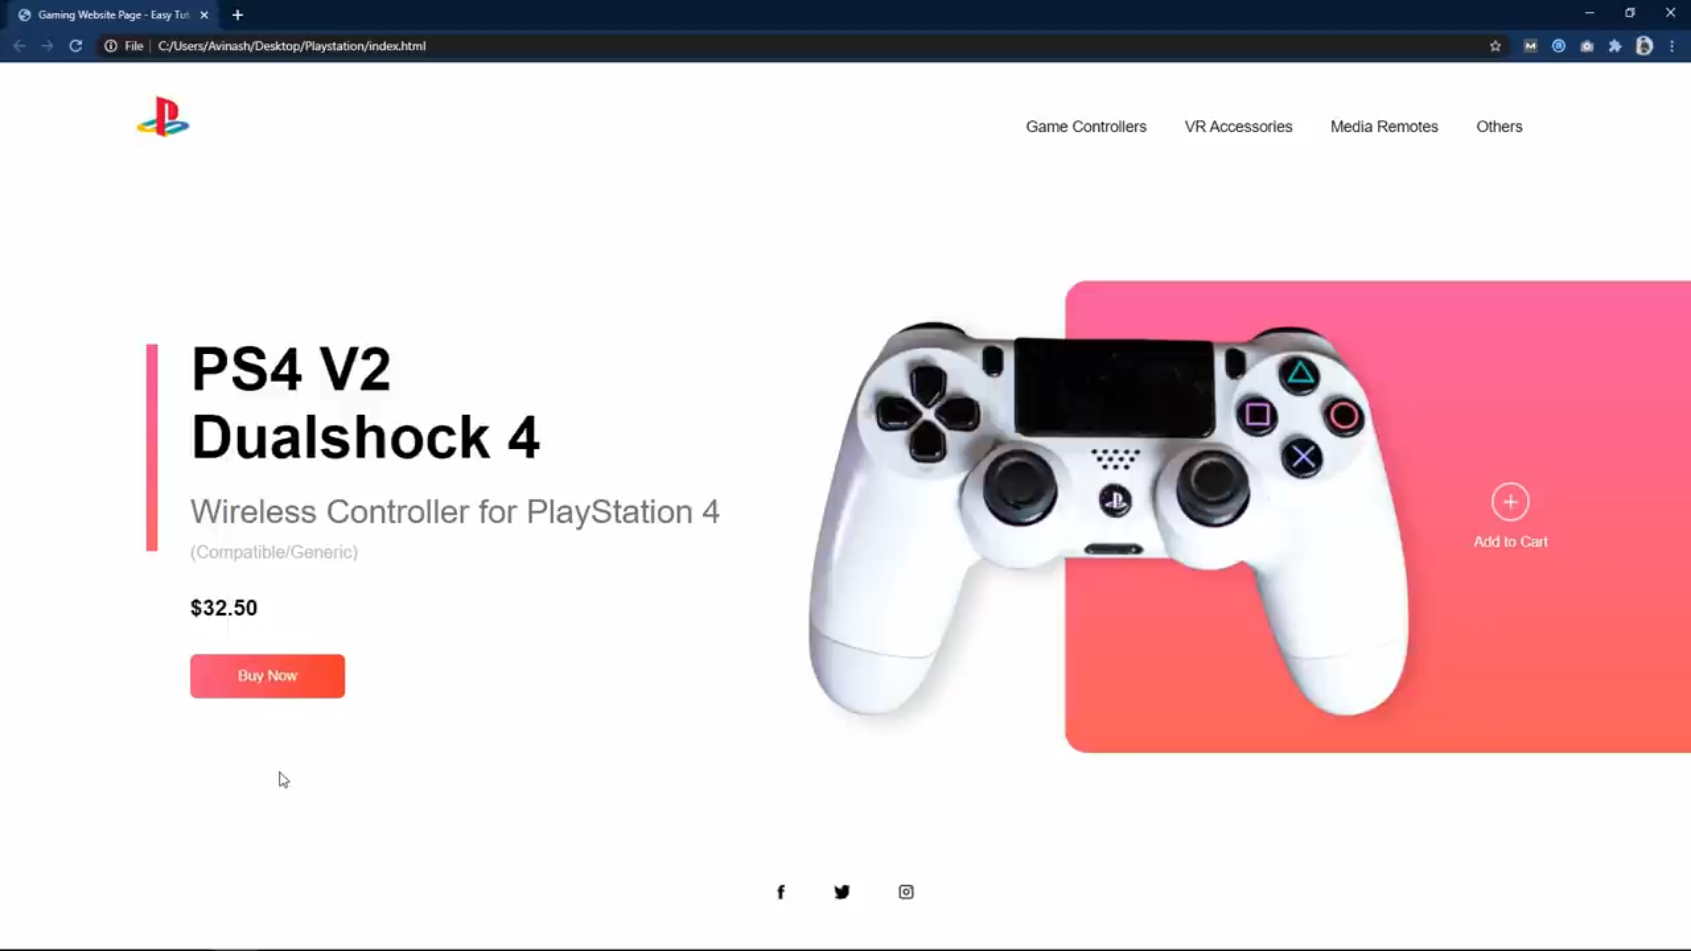 Gaming Website Page - Easy Tut
File
C:/Users/Avinash/Desktop/Playstation/index.html
Game Controllers VR Accessories Media Remotes Others
PS4 V2
Dualshock 4
Wireless Controller for PlayStation 4
(Compatible/Generic)
$32.50
Buy Now
Add to Cart